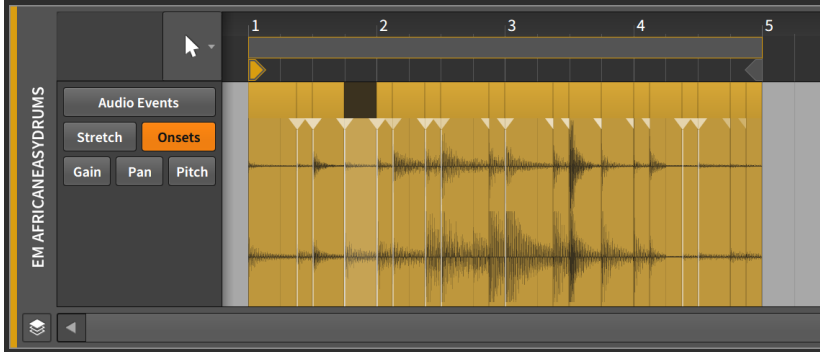 1 2 3 4 5
EM AFRICANEASYDRUMS
Audio Events
Stretch Onsets
Gain Pan Pitch